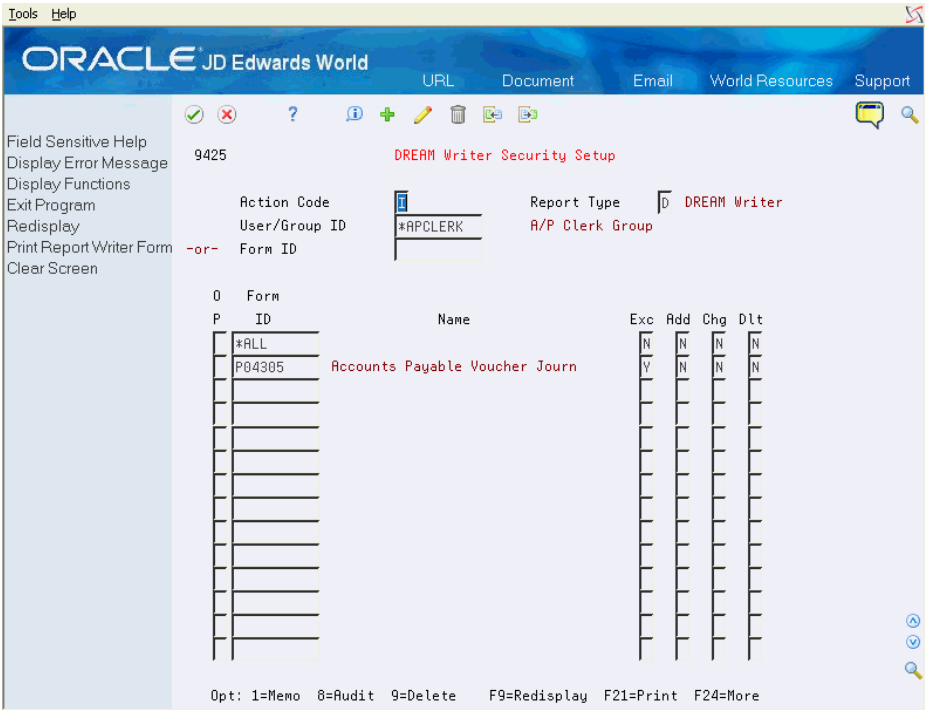 Tools Help
ORACLE JD Edwards World
URL Document Email World Resources Support
Field Sensitive Help
Display Error Message
Display Functions
Exit Program
Redisplay
Print Report Writer Form
Clear Screen
9425 DREAM Writer Security Setup
Action Code I Report Type D DREAM Writer
User/Group ID *APCLERK A/P Clerk Group
-or- Form ID
O Form
P ID Name Exc Add Chg Dlt
*ALL N N N N
P04305 Accounts Payable Voucher Journ Y N N N
Opt: 1=Memo 8=Audit 9=Delete F9=Redisplay F21=Print F24=More